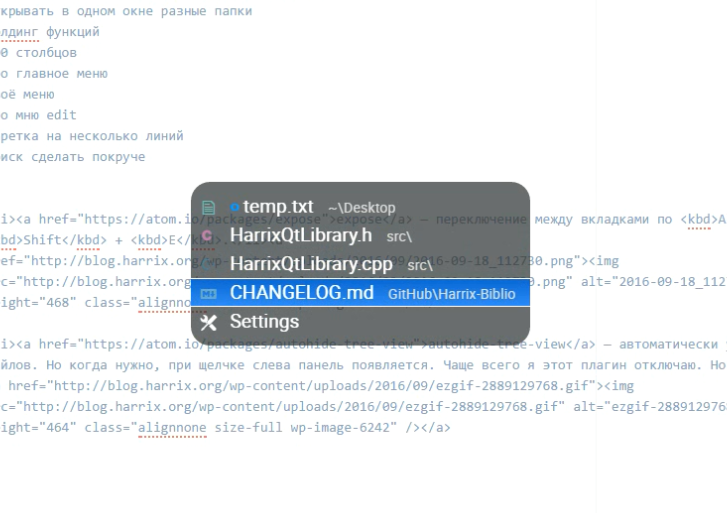 крывать в одном окне разные папки
лдинг функций
0 столбцов
о главное меню
оё меню
о мню edit
ретка на несколько линий
иск сделать покруче
temp.txt ~\Desktop
i><a href="https://atom.io/packages/expose">expose</a> — переключение между вкладками по <kbd>A
HarrixQtLibrary.h src\
bd>Shift</kbd> + <kbd>E</kbd>
HarrixQtLibrary.cpp src\
ef="http://blog.harrix.org/wp-content/uploads/2016/09/2016-09-18_112730.png"><img
CHANGELOG.md GitHub\Harrix-Biblio
c="http://blog.harrix.org/ .png" alt="2016-09-18_112
ight="468" class="alignnone
Settings
i><a href="https://atom.io/packages/autohide-tree-view">autohide-tree-view</a> — автоматически
йлов. Но когда нужно, при щелчке слева панель появляется. Чаще всего я этот плагин отключаю. Но
href="http://blog.harrix.org/wp-content/uploads/2016/09/ezgif-2889129768.gif"><img
c="http://blog.harrix.org/wp-content/uploads/2016/09/ezgif-2889129768.gif" alt="ezgif-2889129768
ight="464" class="alignnone size-full wp-image-6242" /></a>